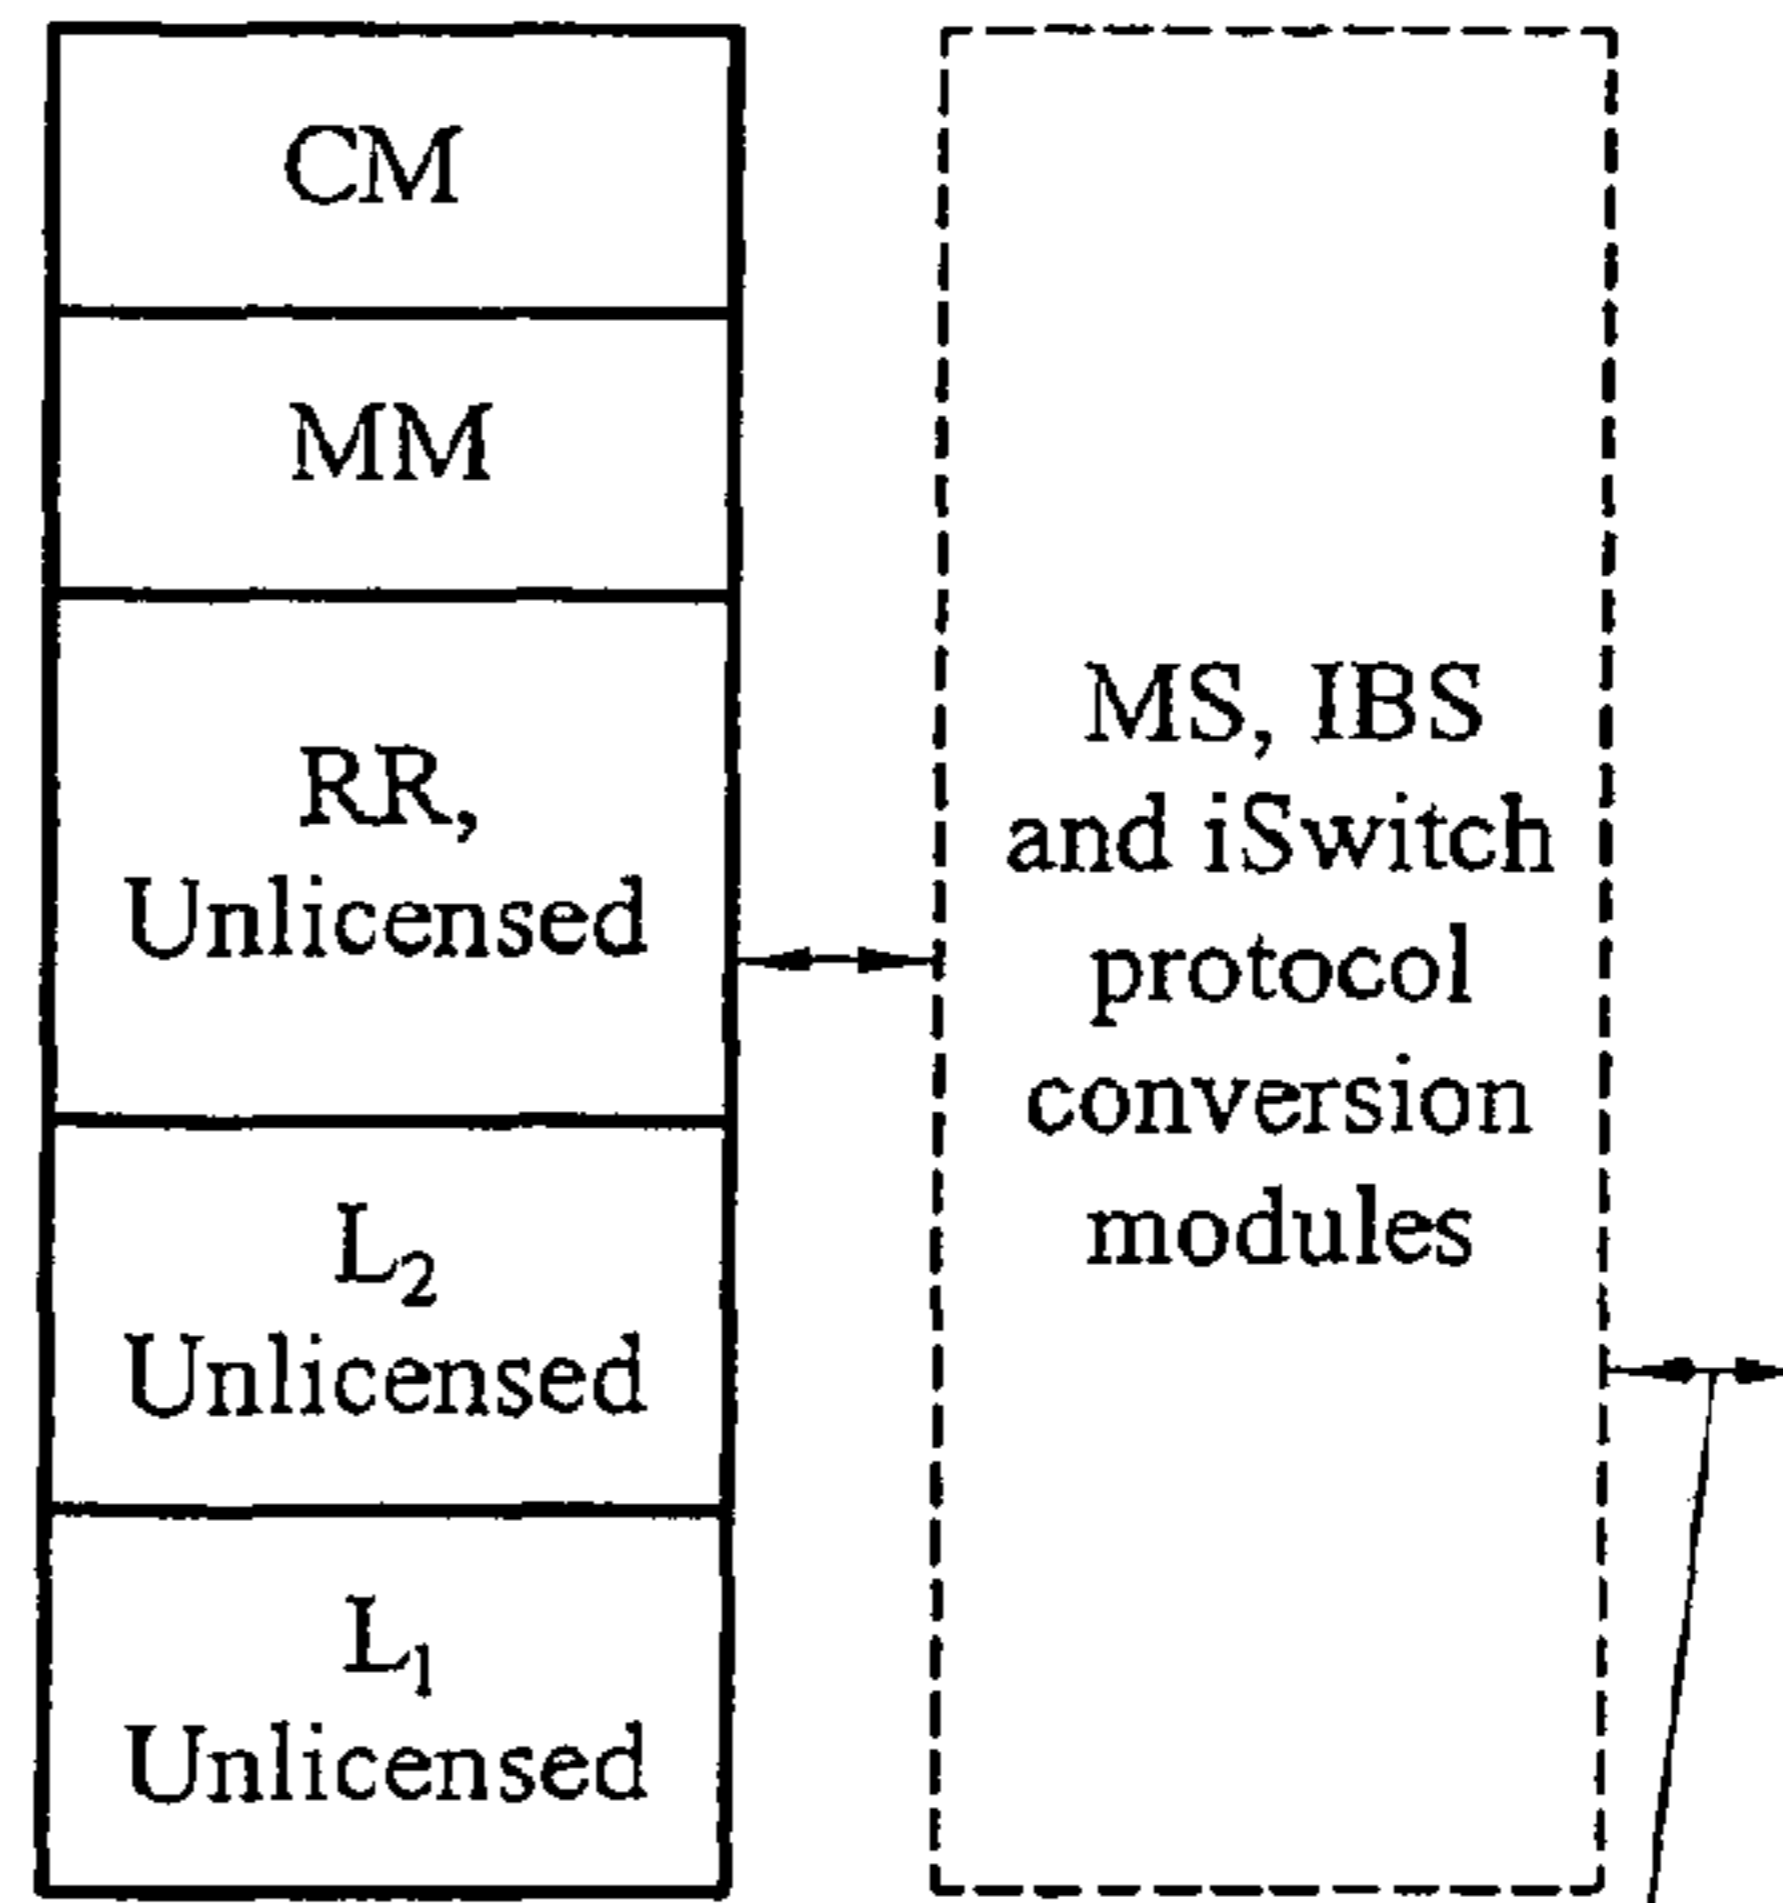 CM
MM
RR,
Unlicensed
L₂
Unlicensed
L₁
Unlicensed
MS, IBS
and iSwitch
protocol
conversion
modules